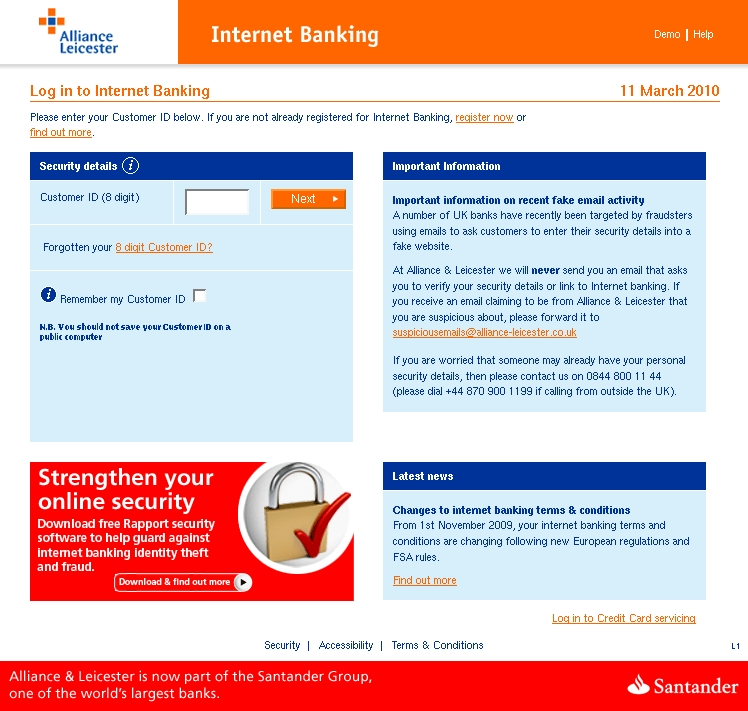 Alliance
Leicester
Internet Banking
Demo | Help
Log in to Internet Banking
11 March 2010
Please enter your Customer ID below. If you are not already registered for Internet Banking, register now or
find out more.
Security details i
Customer ID (8 digit)
Next
Forgotten your 8 digit Customer ID?
i Remember my Customer ID
N.B. You should not save your Customer ID on a
public computer
Important Information
Important information on recent fake email activity
A number of UK banks have recently been targeted by fraudsters
using emails to ask customers to enter their security details into a
fake website.
At Alliance & Leicester we will never send you an email that asks
you to verify your security details or link to Internet banking. If
you receive an email claiming to be from Alliance & Leicester that
you are suspicious about, please forward it to
suspiciousemails@alliance-leicester.co.uk
If you are worried that someone may already have your personal
security details, then please contact us on 0844 800 11 44
(please dial +44 870 900 1199 if calling from outside the UK).
Strengthen your
online security
Download free Rapport security
software to help guard against
internet banking identity theft
and fraud.
Download & find out more
Latest news
Changes to internet banking terms & conditions
From 1st November 2009, your internet banking terms and
conditions are changing following new European regulations and
FSA rules.
Find out more
Log in to Credit Card servicing
Security | Accessibility | Terms & Conditions
L1
Alliance & Leicester is now part of the Santander Group,
one of the world's largest banks.
Santander